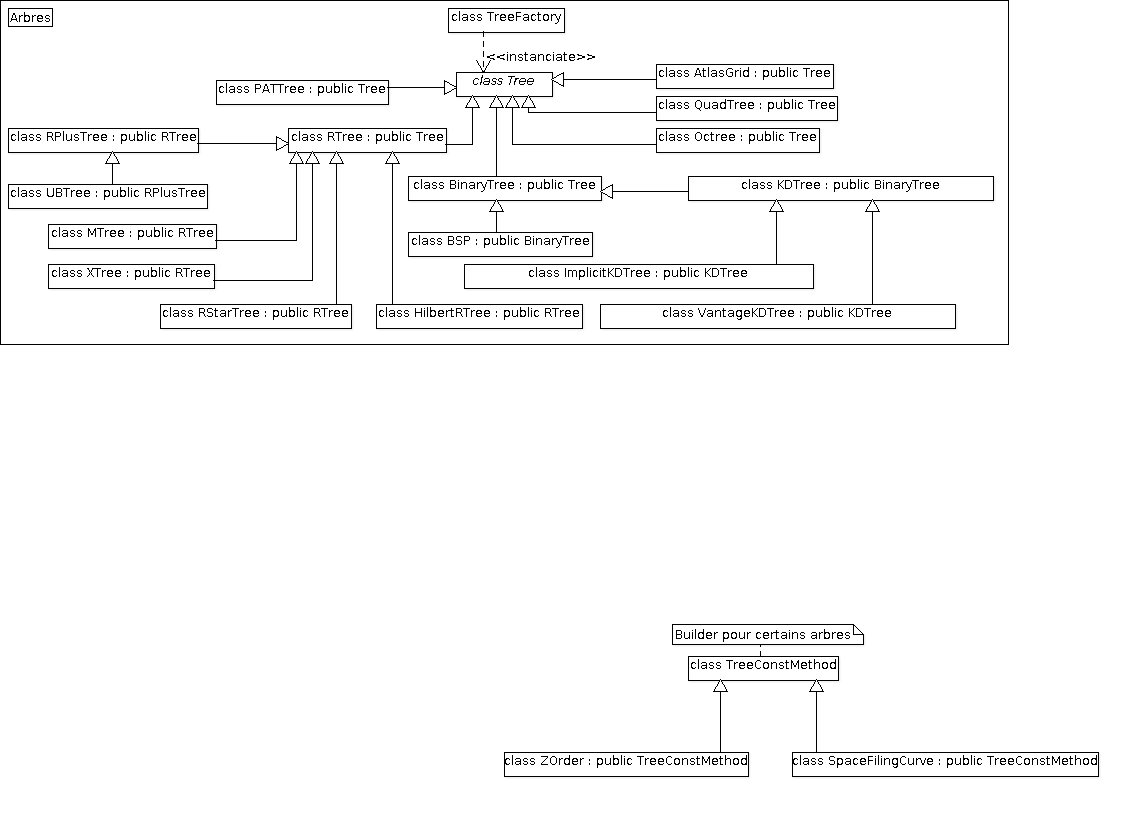 Arbres
class TreeFactory
<<instanciate>>
class Tree
class AtlasGrid : public Tree
class PATTree : public Tree
class QuadTree : public Tree
class RPlusTree : public RTree
class RTree : public Tree
class Octree : public Tree
class UBTree : public RPlusTree
class BinaryTree : public Tree
class KDTree : public BinaryTree
class MTree : public RTree
class BSP : public BinaryTree
class XTree : public RTree
class ImplicitKDTree : public KDTree
class RStarTree : public RTree
class HilbertRTree : public RTree
class VantageKDTree : public KDTree
Builder pour certains arbres
class TreeConstMethod
class ZOrder : public TreeConstMethod
class SpaceFilingCurve : public TreeConstMethod